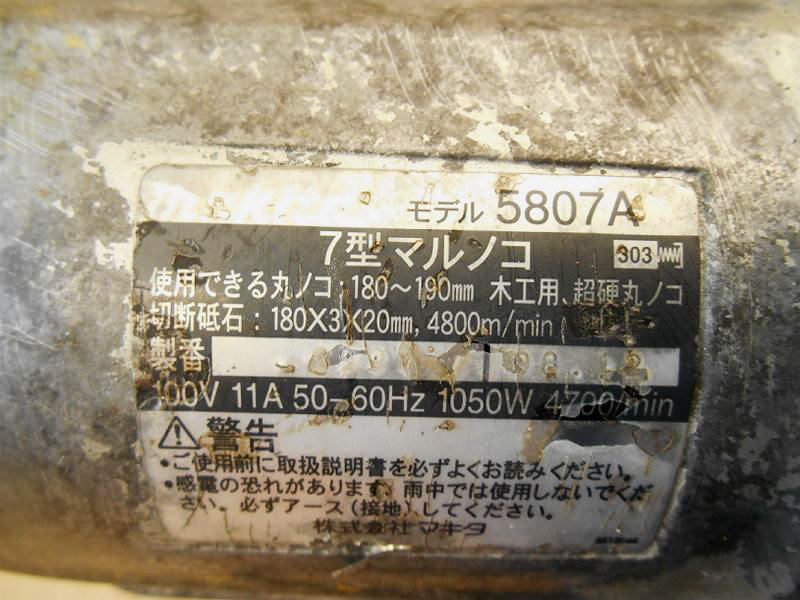 モデル 5807A
7型マルノコ 303
使用できる丸ノコ:180〜190mm 木工用、超硬丸ノコ
切断砥石:180X3X20mm, 4800m/min
製番
100V 11A 50–60Hz 1050W 4700/min
警告
•ご使用前に取扱説明書を必ずよくお読みください。
•感電の恐れがあります、雨中では使用しないでくだ
さい。必ずアース(接地)してください。
株式会社マキタ